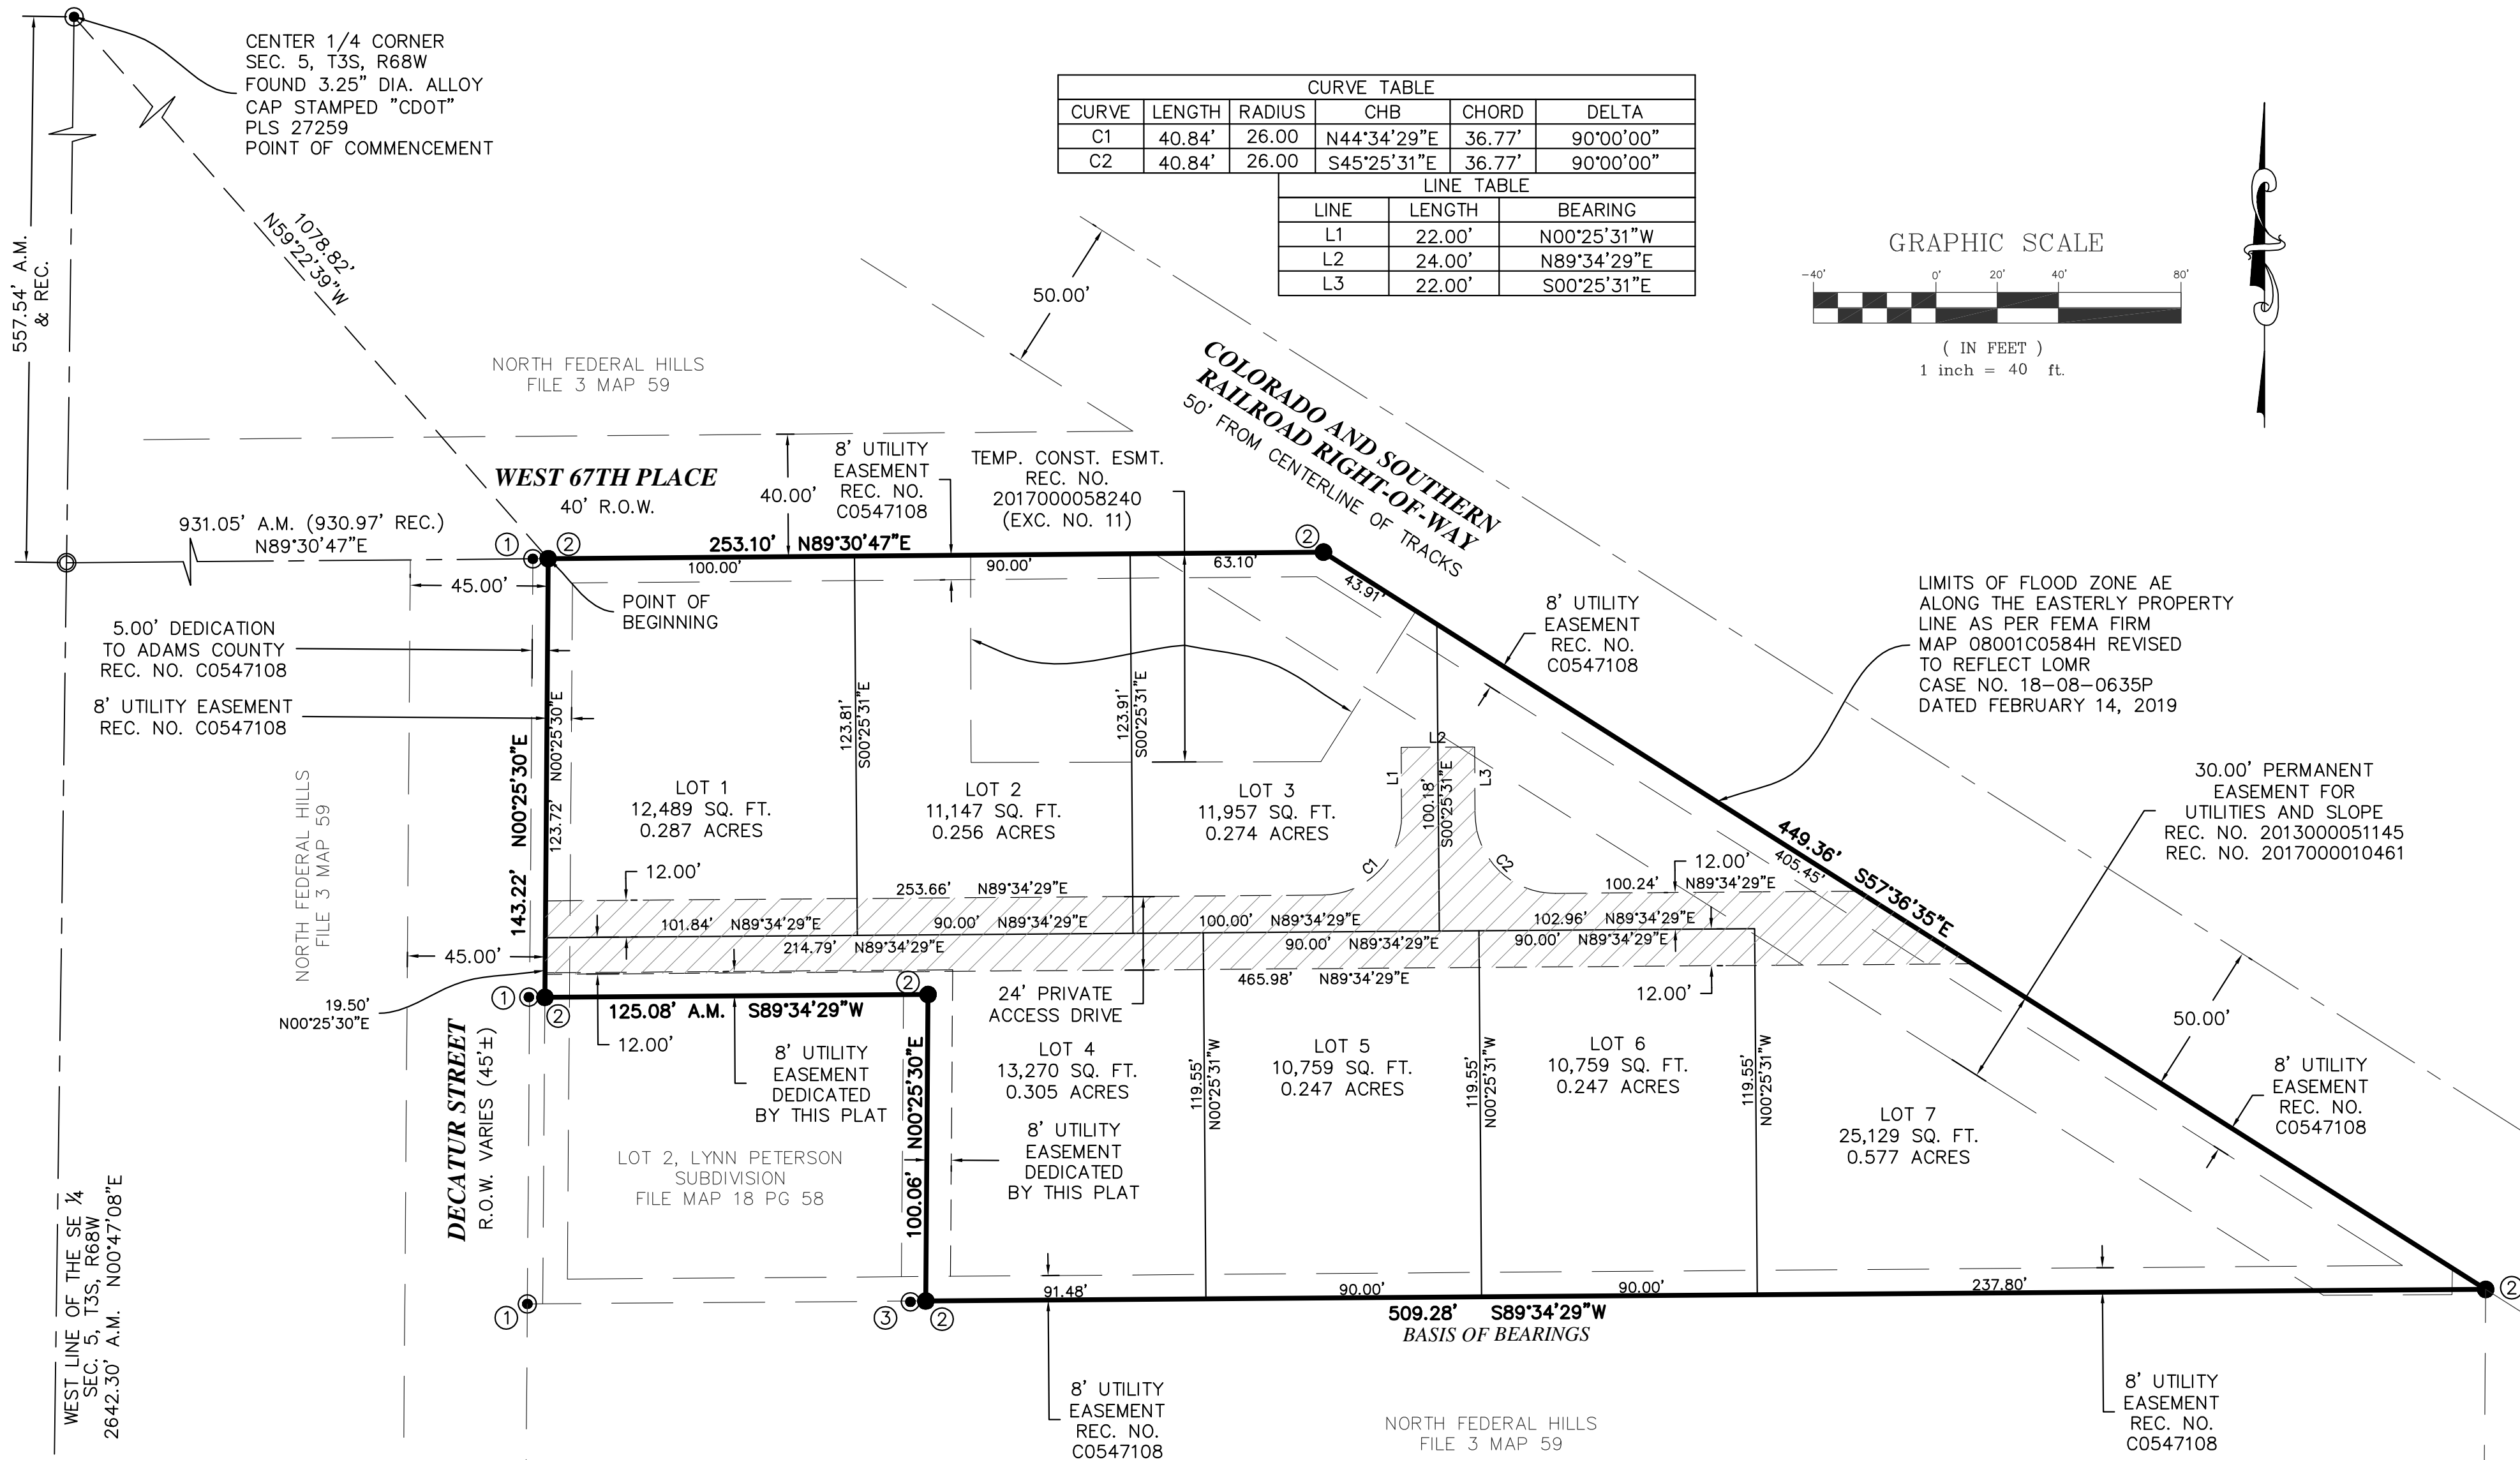 CENTER 1/4 CORNER
SEC. 5, T3S, R68W
FOUND 3.25" DIA. ALLOY
CAP STAMPED "CDOT"
PLS 27259
POINT OF COMMENCEMENT
557.54' A.M.
& REC.
1078.82'
N59°22'39"W
CURVE TABLE
CURVE LENGTH RADIUS CHB CHORD DELTA
C1 40.84' 26.00 N44°34'29"E 36.77' 90°00'00"
C2 40.84' 26.00 S45°25'31"E 36.77' 90°00'00"
LINE TABLE
LINE LENGTH BEARING
L1 22.00' N00°25'31"W
L2 24.00' N89°34'29"E
L3 22.00' S00°25'31"E
GRAPHIC SCALE
-40' 0' 20' 40' 80'
( IN FEET )
1 inch = 40 ft.
50.00'
NORTH FEDERAL HILLS
FILE 3 MAP 59
COLORADO AND SOUTHERN
RAILROAD RIGHT-OF-WAY
50' FROM CENTERLINE OF TRACKS
WEST 67TH PLACE
40' R.O.W.
40.00'
8' UTILITY
EASEMENT
REC. NO.
C0547108
TEMP. CONST. ESMT.
REC. NO.
2017000058240
(EXC. NO. 11)
931.05' A.M. (930.97' REC.)
N89°30'47"E
1
2
253.10' N89°30'47"E
2
100.00'
90.00'
63.10'
43.91'
45.00'
POINT OF
BEGINNING
5.00' DEDICATION
TO ADAMS COUNTY
REC. NO. C0547108
8' UTILITY EASEMENT
REC. NO. C0547108
8' UTILITY
EASEMENT
REC. NO.
C0547108
LIMITS OF FLOOD ZONE AE
ALONG THE EASTERLY PROPERTY
LINE AS PER FEMA FIRM
MAP 08001C0584H REVISED
TO REFLECT LOMR
CASE NO. 18-08-0635P
DATED FEBRUARY 14, 2019
NORTH FEDERAL HILLS
FILE 3 MAP 59
143.22' N00°25'30"E
123.72'
N00°25'30"E
123.81'
S00°25'31"E
123.91'
S00°25'31"E
100.18'
S00°25'31"E
L1
L2
L3
C1
C2
LOT 1
12,489 SQ. FT.
0.287 ACRES
LOT 2
11,147 SQ. FT.
0.256 ACRES
LOT 3
11,957 SQ. FT.
0.274 ACRES
30.00' PERMANENT
EASEMENT FOR
UTILITIES AND SLOPE
REC. NO. 2013000051145
REC. NO. 2017000010461
449.36' S57°36'35"E
405.45'
12.00'
253.66' N89°34'29"E
12.00'
100.24' N89°34'29"E
101.84' N89°34'29"E
90.00' N89°34'29"E
100.00' N89°34'29"E
102.96' N89°34'29"E
214.79' N89°34'29"E
90.00' N89°34'29"E
90.00' N89°34'29"E
465.98' N89°34'29"E
45.00'
19.50'
N00°25'30"E
1
2
125.08' A.M. S89°34'29"W
2
12.00'
24' PRIVATE
ACCESS DRIVE
12.00'
50.00'
DECATUR STREET
R.O.W. VARIES (45'±)
8' UTILITY
EASEMENT
DEDICATED
BY THIS PLAT
100.06' N00°25'30"E
LOT 4
13,270 SQ. FT.
0.305 ACRES
8' UTILITY
EASEMENT
DEDICATED
BY THIS PLAT
119.55'
N00°25'31"W
LOT 5
10,759 SQ. FT.
0.247 ACRES
119.55'
N00°25'31"W
LOT 6
10,759 SQ. FT.
0.247 ACRES
119.55'
N00°25'31"W
LOT 7
25,129 SQ. FT.
0.577 ACRES
8' UTILITY
EASEMENT
REC. NO.
C0547108
LOT 2, LYNN PETERSON
SUBDIVISION
FILE MAP 18 PG 58
WEST LINE OF THE SE ¼
SEC. 5, T3S, R68W
2642.30' A.M. N00°47'08"E
1
3
2
91.48'
90.00'
90.00'
237.80'
2
509.28' S89°34'29"W
BASIS OF BEARINGS
8' UTILITY
EASEMENT
REC. NO.
C0547108
NORTH FEDERAL HILLS
FILE 3 MAP 59
8' UTILITY
EASEMENT
REC. NO.
C0547108